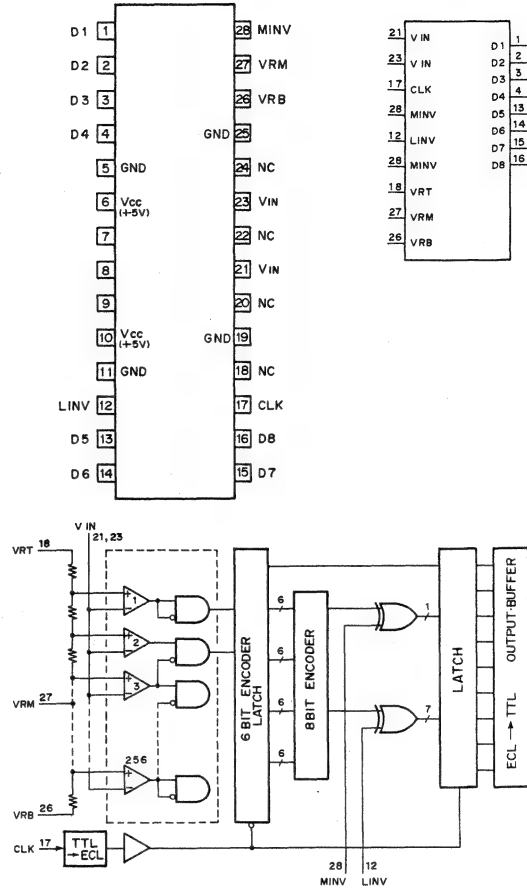 D1 1 28 MINV
D2 2 27 VRM
D3 3 26 VRB
D4 4 GND 25
5 GND 24 NC
6 Vcc (+5V) 23 VIN
7 22 NC
8 21 VIN
9 20 NC
10 Vcc (+5V) GND 19
11 GND 18 NC
LINV 12 17 CLK
D5 13 16 D8
D6 14 15 D7
21 V IN D1 1
23 V IN D2 2
17 CLK D3 3
D4 4
28 MINV D5 13
12 LINV D6 14
D7 15
28 MINV D8 16
18 VRT
27 VRM
26 VRB
V IN
21, 23
VRT 18
VRM 27
VRB 26
CLK 17
TTL
→ECL
+ - 1
+ - 2
+ - 3
+ - 256
6 BIT ENCODER
LATCH
6
6
6
6
8BIT ENCODER
1
7
LATCH
ECL → TTL OUTPUT·BUFFER
28 12
MINV LINV